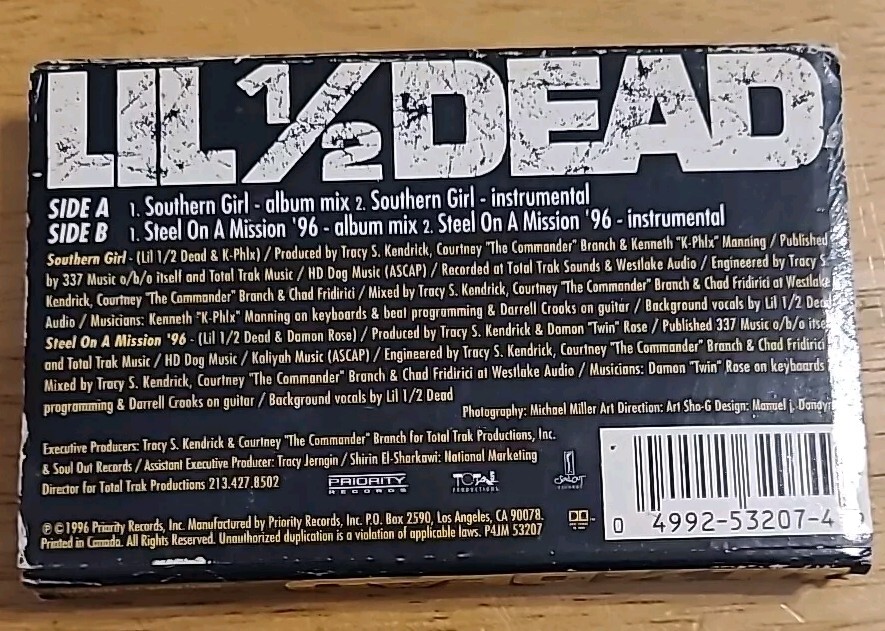 LIL 1/2 DEAD
SIDE A 1. Southern Girl - album mix 2. Southern Girl - instrumental
SIDE B 1. Steel On A Mission '96 - album mix 2. Steel On A Mission '96 - instrumental
Southern Girl - (Lil 1/2 Dead & K-Phlx) / Produced by Tracy S. Kendrick, Courtney "The Commander" Branch & Kenneth "K-Phlx" Manning / Published
by 337 Music o/b/o itself and Total Trak Music / HD Dog Music (ASCAP) / Recorded at Total Trak Sounds & Westlake Audio / Engineered by Tracy S.
Kendrick, Courtney "The Commander" Branch & Chad Fridirici / Mixed by Tracy S. Kendrick, Courtney "The Commander" Branch & Chad Fridirici at Westlake
Audio / Musicians: Kenneth "K-Phlx" Manning on keyboards & beat programming & Darrell Crooks on guitar / Background vocals by Lil 1/2 Dead
Steel On A Mission '96 - (Lil 1/2 Dead & Damon Rose) / Produced by Tracy S. Kendrick & Damon "Twin" Rose / Published 337 Music o/b/o itse
and Total Trak Music / HD Dog Music / Kaliyah Music (ASCAP) / Engineered by Tracy S. Kendrick, Courtney "The Commander" Branch & Chad Fridirici
Mixed by Tracy S. Kendrick, Courtney "The Commander" Branch & Chad Fridirici at Westlake Audio / Musicians: Damon "Twin" Rose on keyboards
programming & Darrell Crooks on guitar / Background vocals by Lil 1/2 Dead
Photography: Michael Miller Art Direction: Art Sho-G Design: Manuel j. Donay
Executive Producers: Tracy S. Kendrick & Courtney "The Commander" Branch for Total Trak Productions, Inc.
& Soul Out Records / Assistant Executive Producer: Tracy Jerngin / Shirin El-Sharkawi: National Marketing
Director for Total Trak Productions 213.427.8502
PRIORITY RECORDS
TOTAL PRODUCTIONS
℗ © 1996 Priority Records, Inc. Manufactured by Priority Records, Inc. P.O. Box 2590, Los Angeles, CA 90078.
Printed in Canada. All Rights Reserved. Unauthorized duplication is a violation of applicable laws. P4JM 53207
0 4992-53207-4